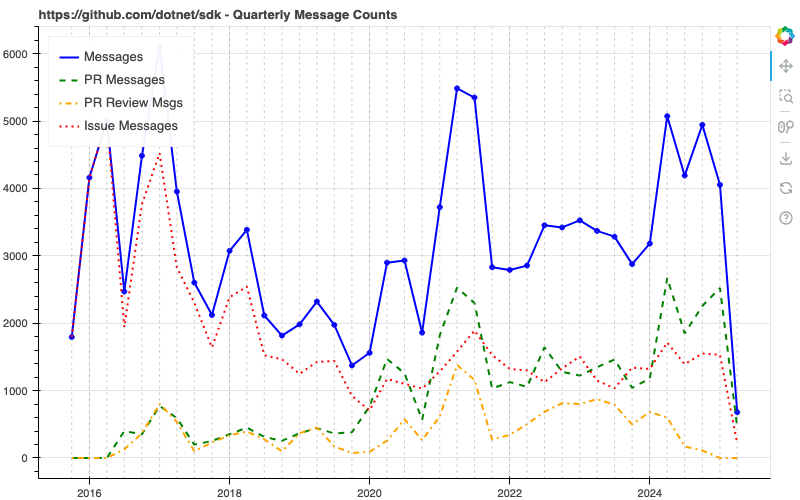 https://github.com/dotnet/sdk - Quarterly Message Counts
Messages
PR Messages
PR Review Msgs
Issue Messages
6000
5000
4000
3000
2000
1000
0
2016
2018
2020
2022
2024